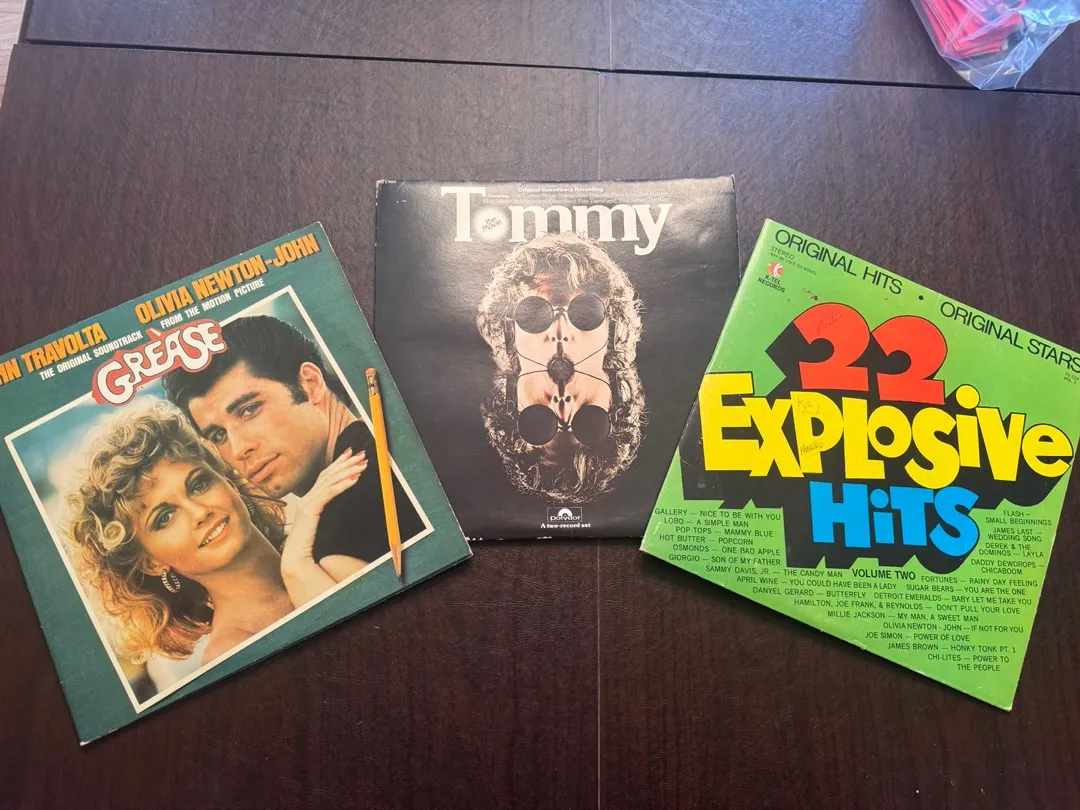 HN TRAVOLTA OLIVIA NEWTON-JOHN
THE ORIGINAL SOUNDTRACK FROM THE MOTION PICTURE
GREASE
Original Soundtrack Recording
Tommy
the Movie
polydor
A two-record set
ORIGINAL HITS • ORIGINAL STARS
STEREO
K-TEL
RECORDS
22
EXPLOSIVE
HITS
GALLERY — NICE TO BE WITH YOU
LOBO — A SIMPLE MAN
POP TOPS — MAMMY BLUE
HOT BUTTER — POPCORN
OSMONDS — ONE BAD APPLE
GIORGIO — SON OF MY FATHER
SAMMY DAVIS, JR. — THE CANDY MAN
APRIL WINE — YOU COULD HAVE BEEN A LADY
DANYEL GERARD — BUTTERFLY
HAMILTON, JOE FRANK, & REYNOLDS — DON'T PULL YOUR LOVE
MILLIE JACKSON — MY MAN, A SWEET MAN
OLIVIA NEWTON-JOHN — IF NOT FOR YOU
JOE SIMON — POWER OF LOVE
JAMES BROWN — HONKY TONK PT. 1
CHI-LITES — POWER TO
THE PEOPLE
VOLUME TWO
FLASH —
SMALL BEGINNINGS
JAMES LAST —
WEDDING SONG
DEREK & THE
DOMINOS — LAYLA
DADDY DEWDROPS —
CHICABOOM
FORTUNES — RAINY DAY FEELING
SUGAR BEARS — YOU ARE THE ONE
DETROIT EMERALDS — BABY LET ME TAKE YOU